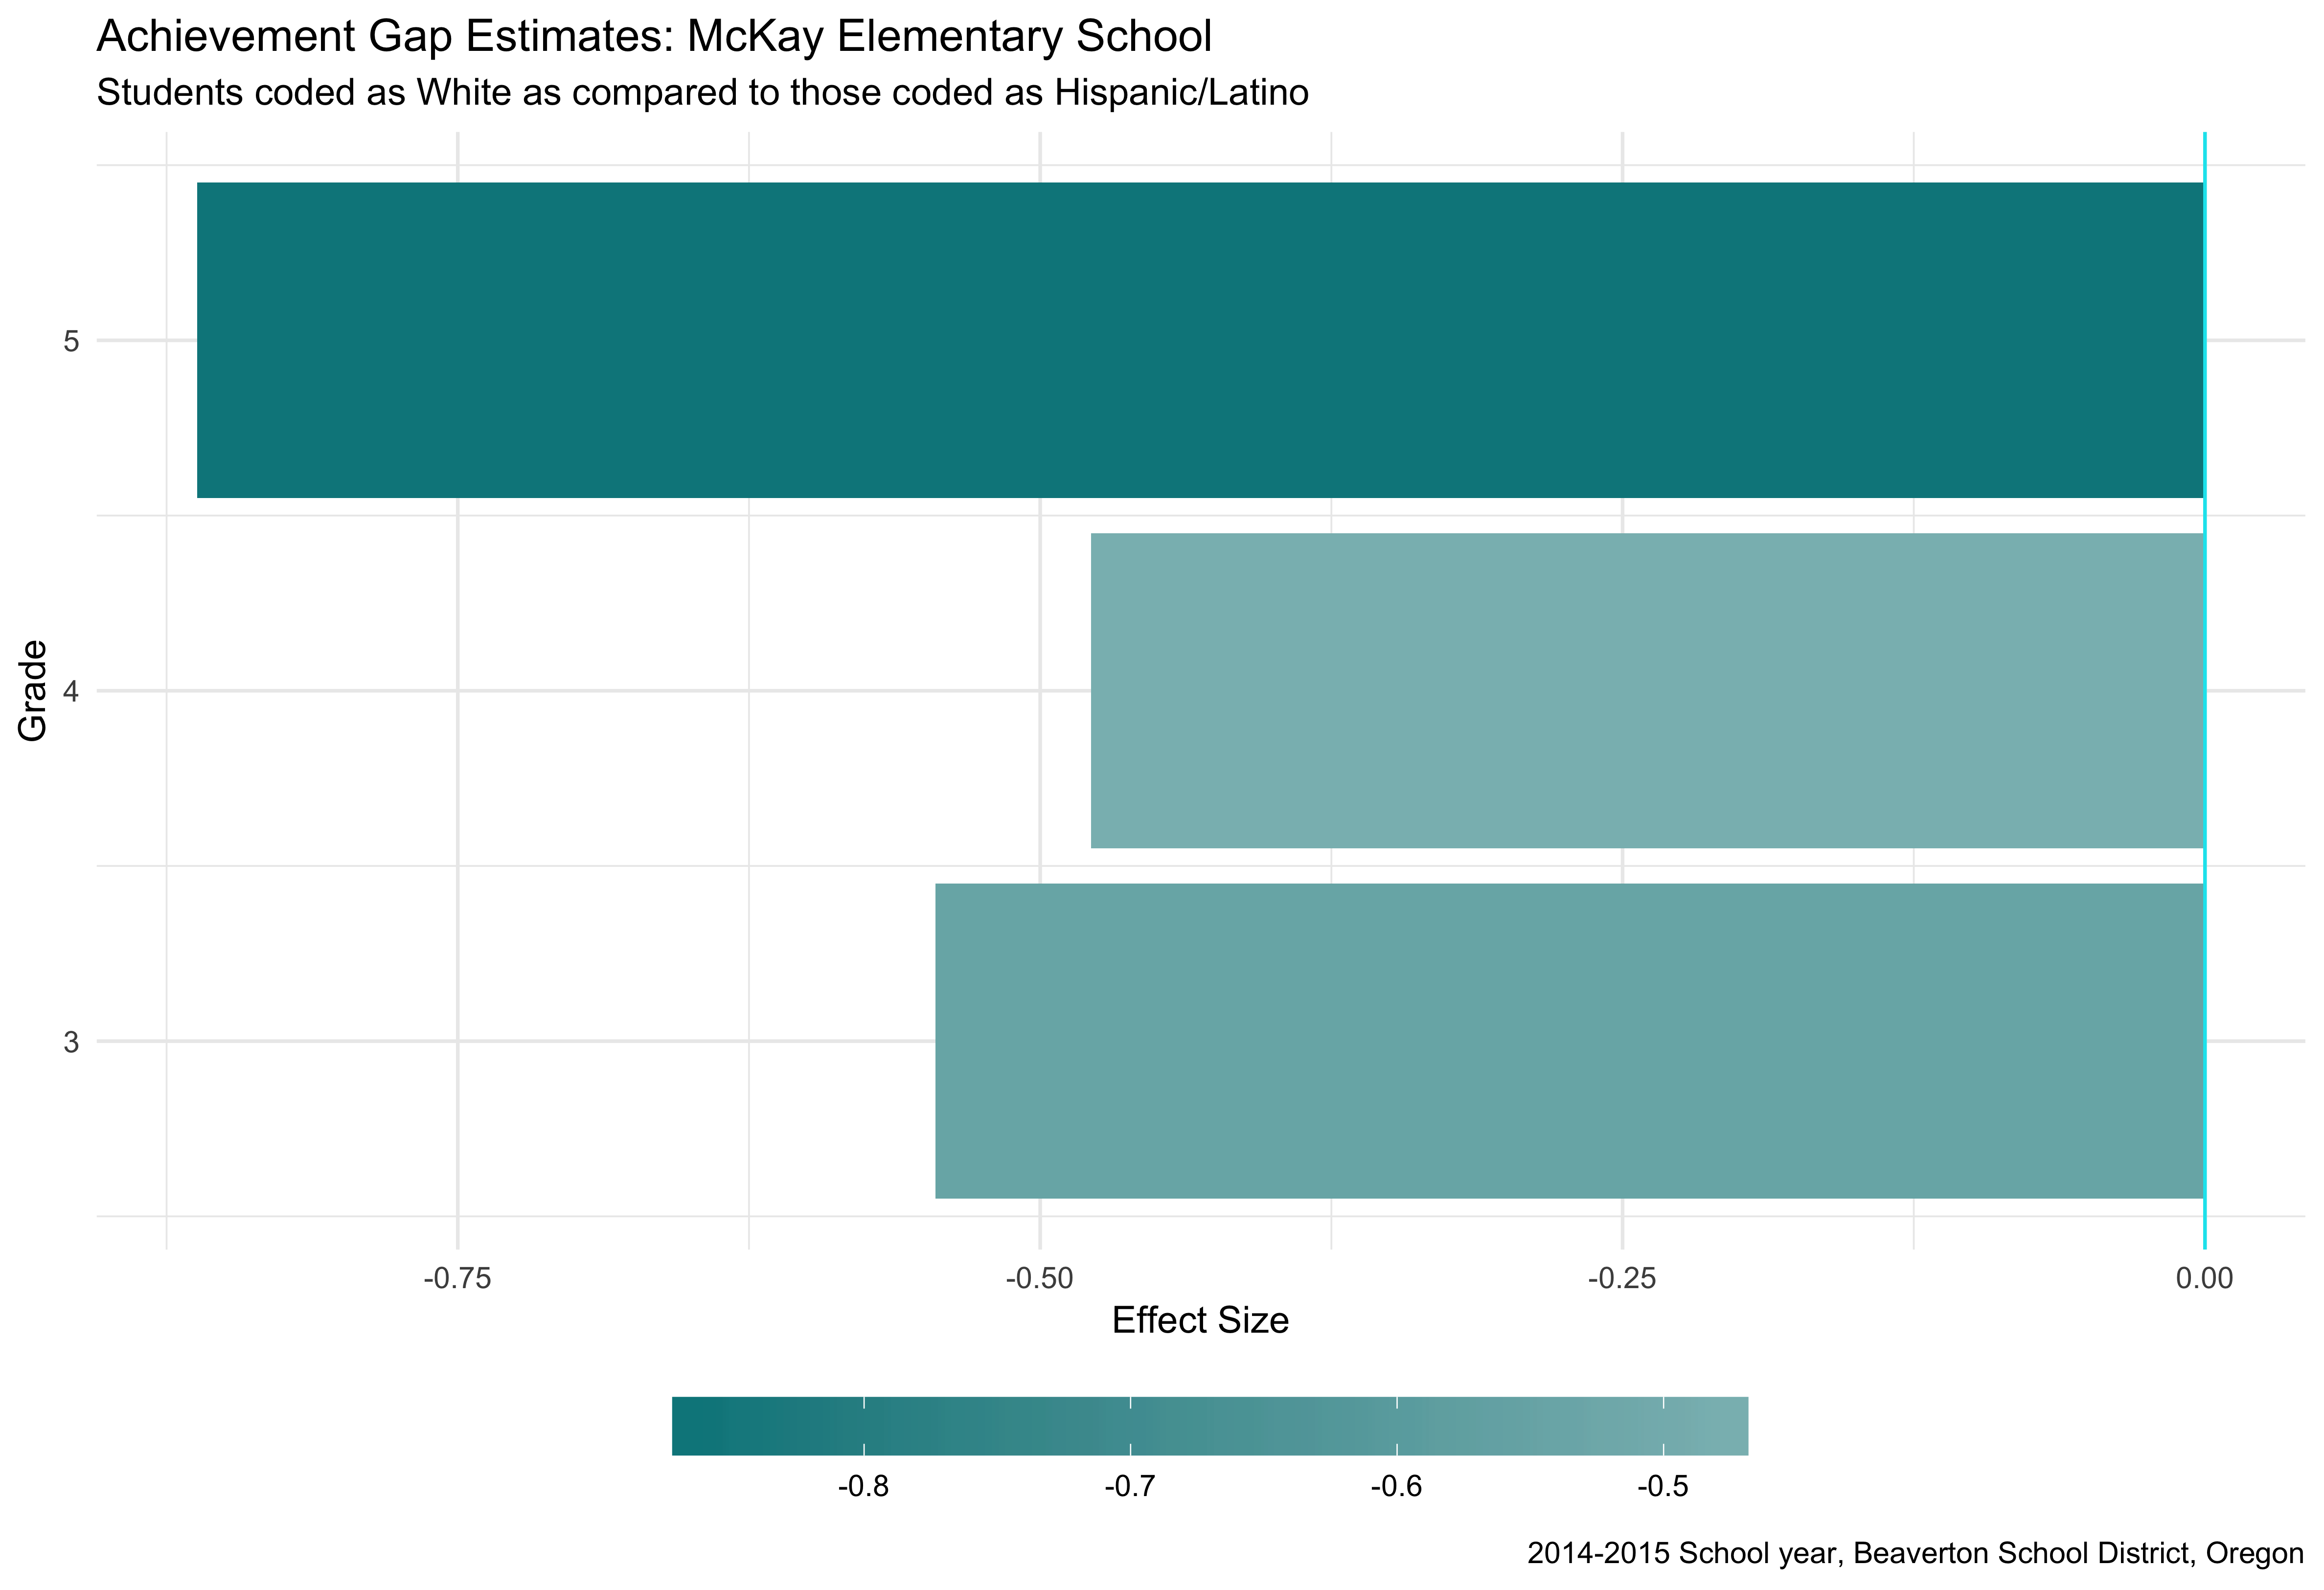 Achievement Gap Estimates: McKay Elementary School
Students coded as White as compared to those coded as Hispanic/Latino
Grade
5
4
3
-0.75 -0.50 -0.25 0.00
Effect Size
-0.8 -0.7 -0.6 -0.5
2014-2015 School year, Beaverton School District, Oregon